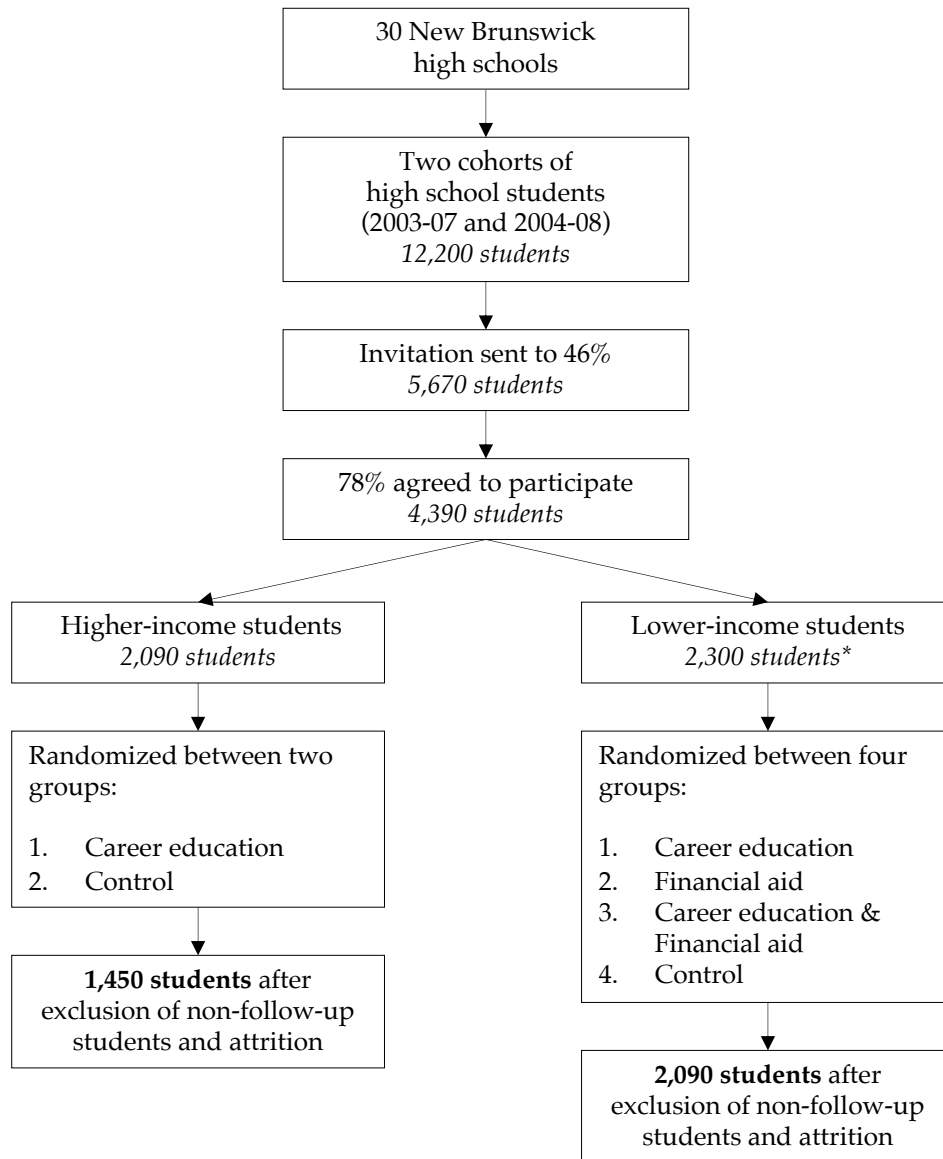 30 New Brunswick
high schools
Two cohorts of
high school students
(2003-07 and 2004-08)
12,200 students
Invitation sent to 46%
5,670 students
78% agreed to participate
4,390 students
Higher-income students
2,090 students
Randomized between two
groups:
1. Career education
2. Control
1,450 students after
exclusion of non-follow-up
students and attrition
Lower-income students
2,300 students*
Randomized between four
groups:
1. Career education
2. Financial aid
3. Career education &
Financial aid
4. Control
2,090 students after
exclusion of non-follow-up
students and attrition